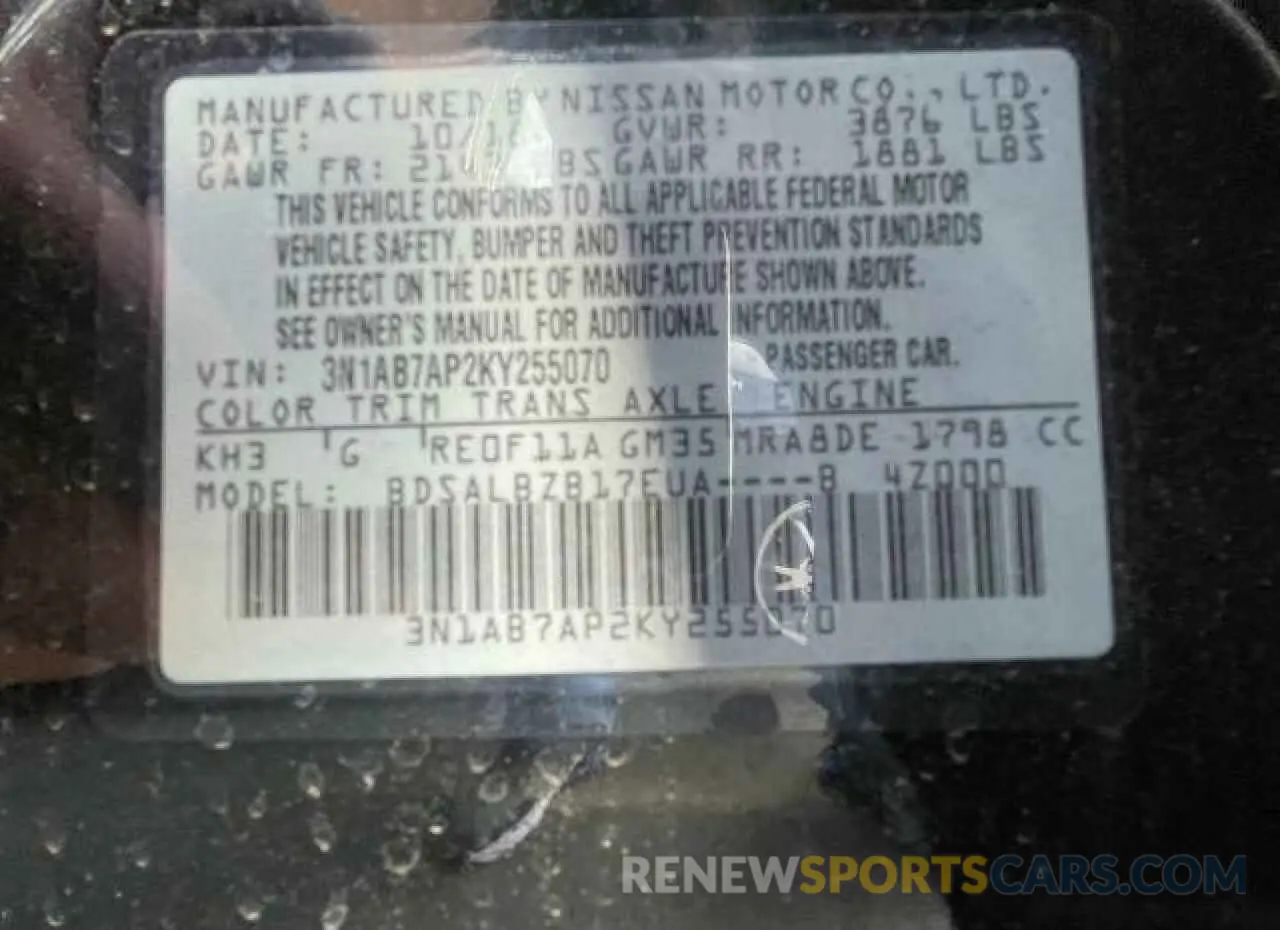 MANUFACTURED BY NISSAN MOTOR CO., LTD.
DATE: GVWR: 3876 LBS
GAWR FR: GAWR RR: 1881 LBS
THIS VEHICLE CONFORMS TO ALL APPLICABLE FEDERAL MOTOR
VEHICLE SAFETY, BUMPER AND THEFT PREVENTION STANDARDS
IN EFFECT ON THE DATE OF MANUFACTURE SHOWN ABOVE.
SEE OWNER'S MANUAL FOR ADDITIONAL INFORMATION.
VIN: 3N1AB7AP2KY255070 PASSENGER CAR.
COLOR TRIM TRANS AXLE ENGINE
KH3 G RE0F11A GM35 MRA8DE 1798 CC
MODEL: BDSALBZB17EUA----B 4Z000
3N1AB7AP2KY255070
RENEWSPORTSCARS.COM